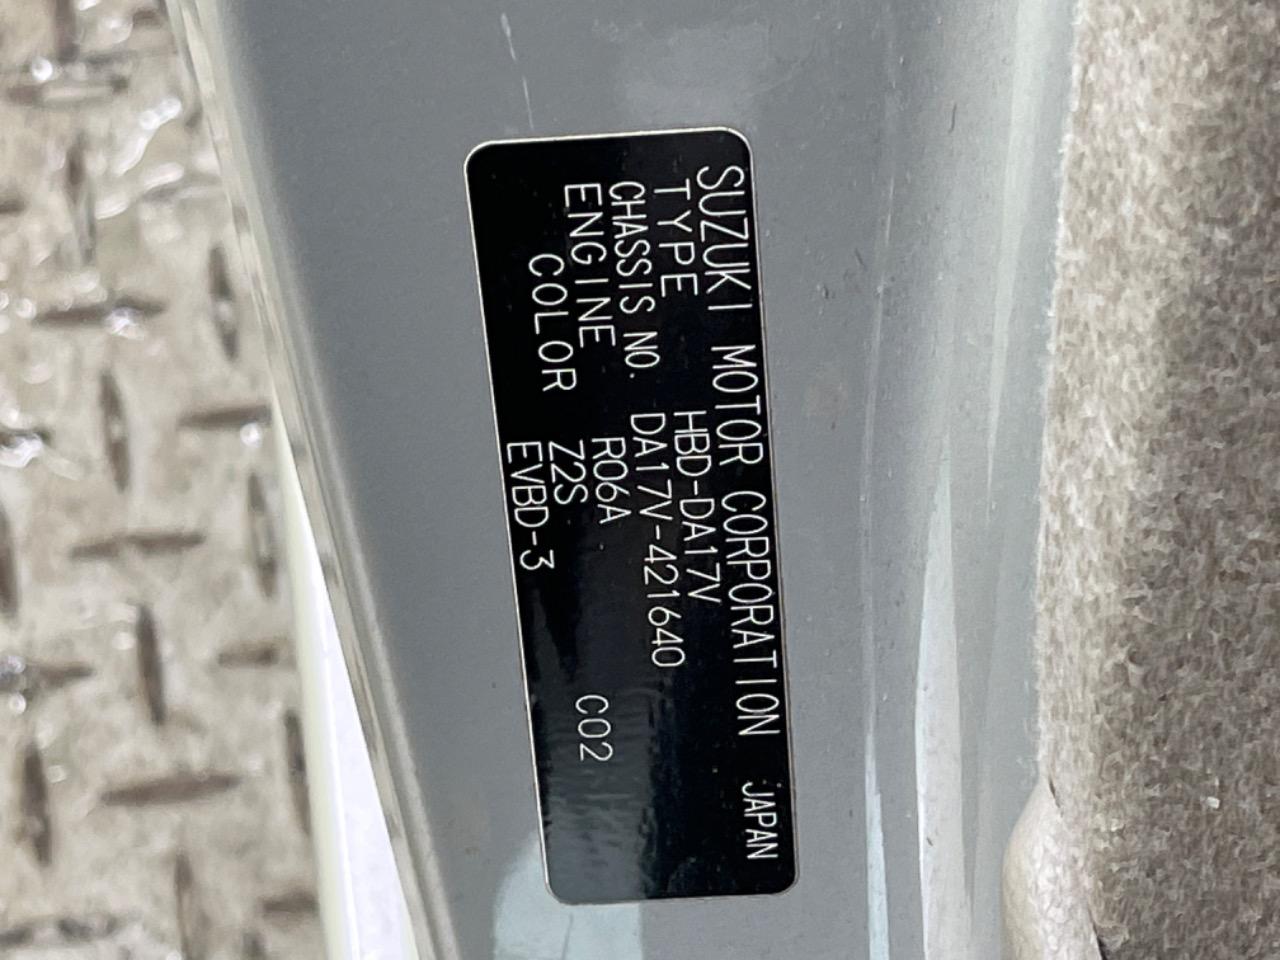 SUZUKI MOTOR CORPORATION JAPAN
TYPE HBD-DA17V
CHASSIS NO. DA17V-421640
ENGINE R06A
COLOR Z2S C02
EVBD-3